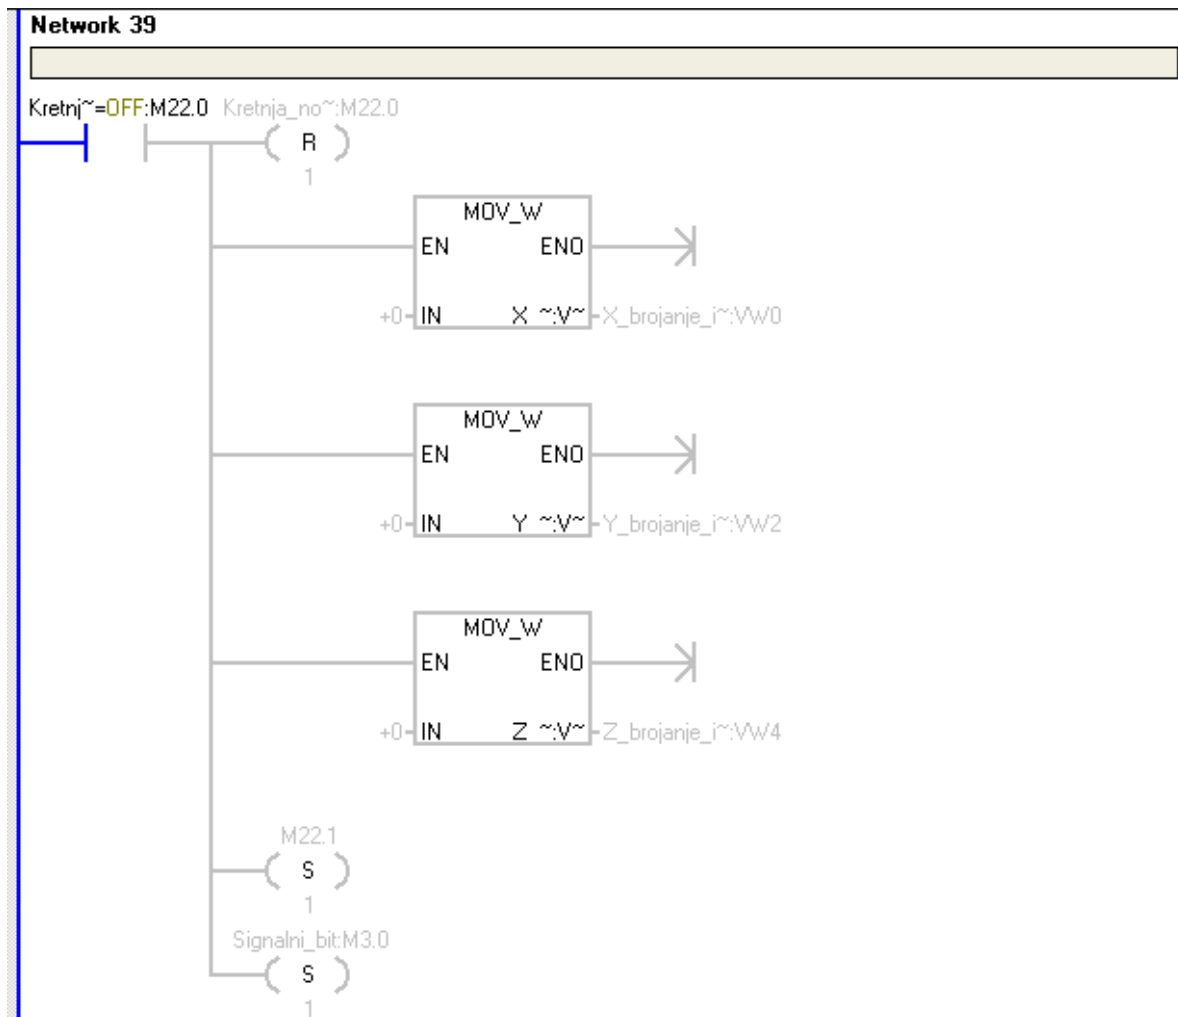 Network 39
Kretnj~=OFF:M22.0 Kretnja_no~:M22.0
R
1
MOV_W
EN ENO
+0 IN X ~:V~ X_brojanje_i~:VW0
MOV_W
EN ENO
+0 IN Y ~:V~ Y_brojanje_i~:VW2
MOV_W
EN ENO
+0 IN Z ~:V~ Z_brojanje_i~:VW4
M22.1
S
1
Signalni_bit:M3.0
S
1